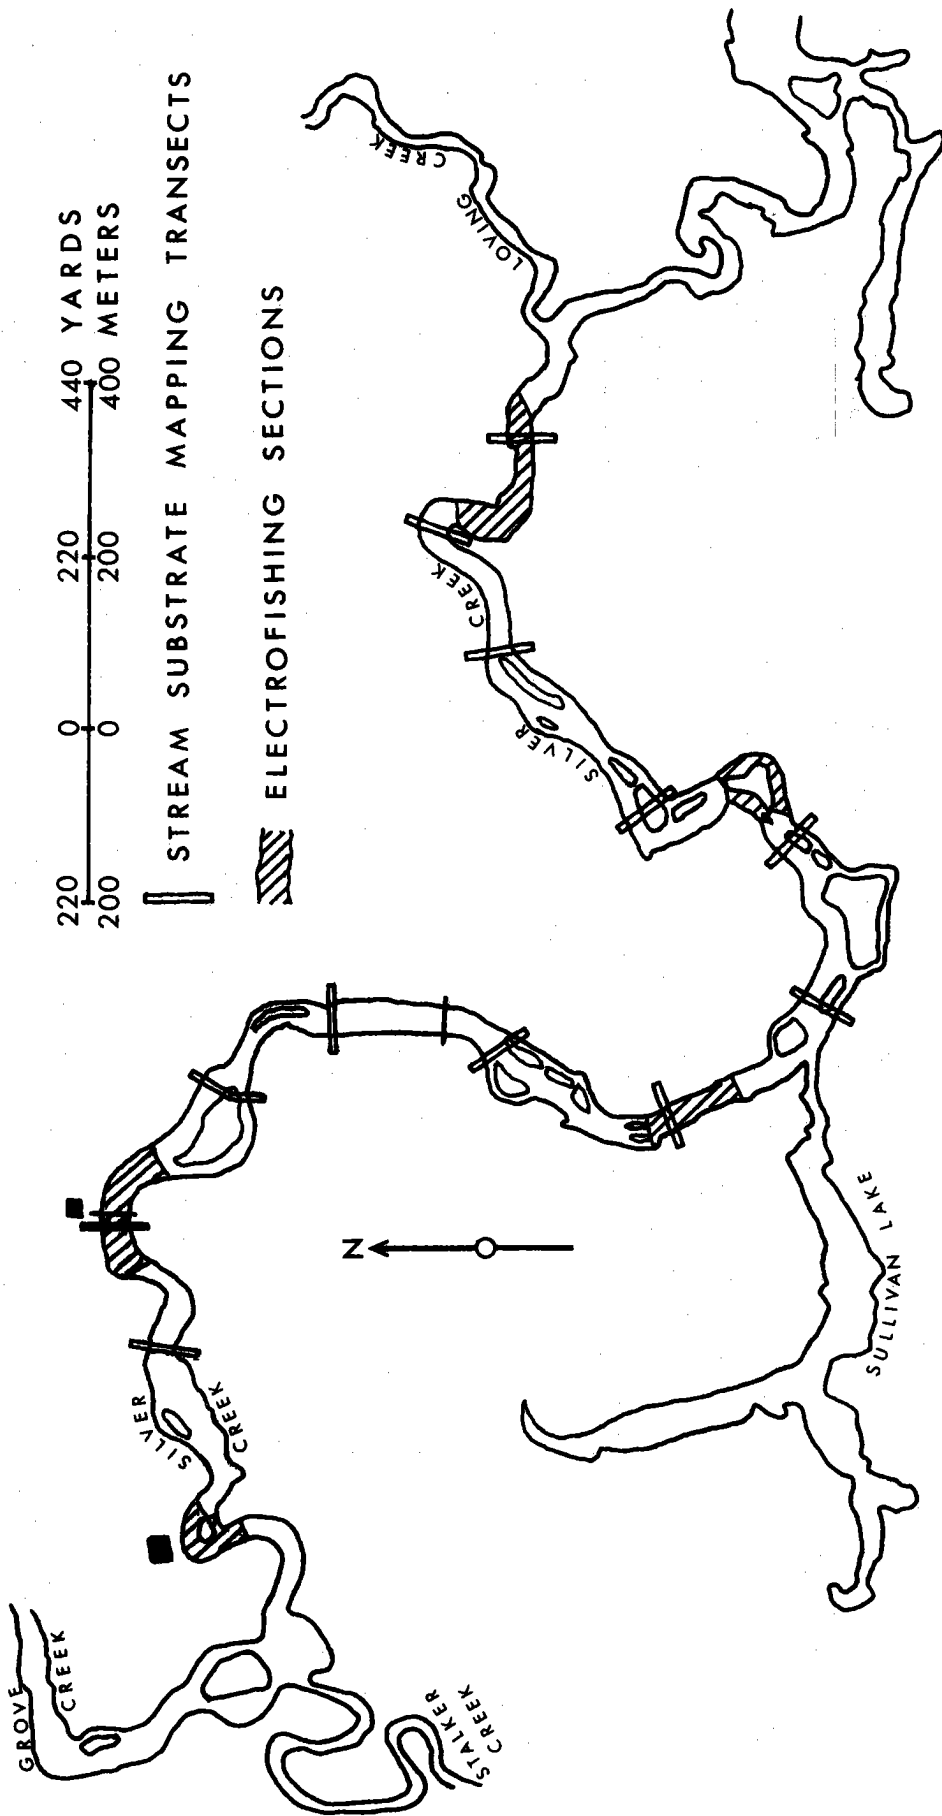 220 0 220 440 YARDS
200 0 200 400 METERS
STREAM SUBSTRATE MAPPING TRANSECTS
ELECTROFISHING SECTIONS
GROVE
CREEK
STALKER
CREEK
SILVER
CREEK
N
SULLIVAN LAKE
SILVER
CREEK
LOVING
CREEK